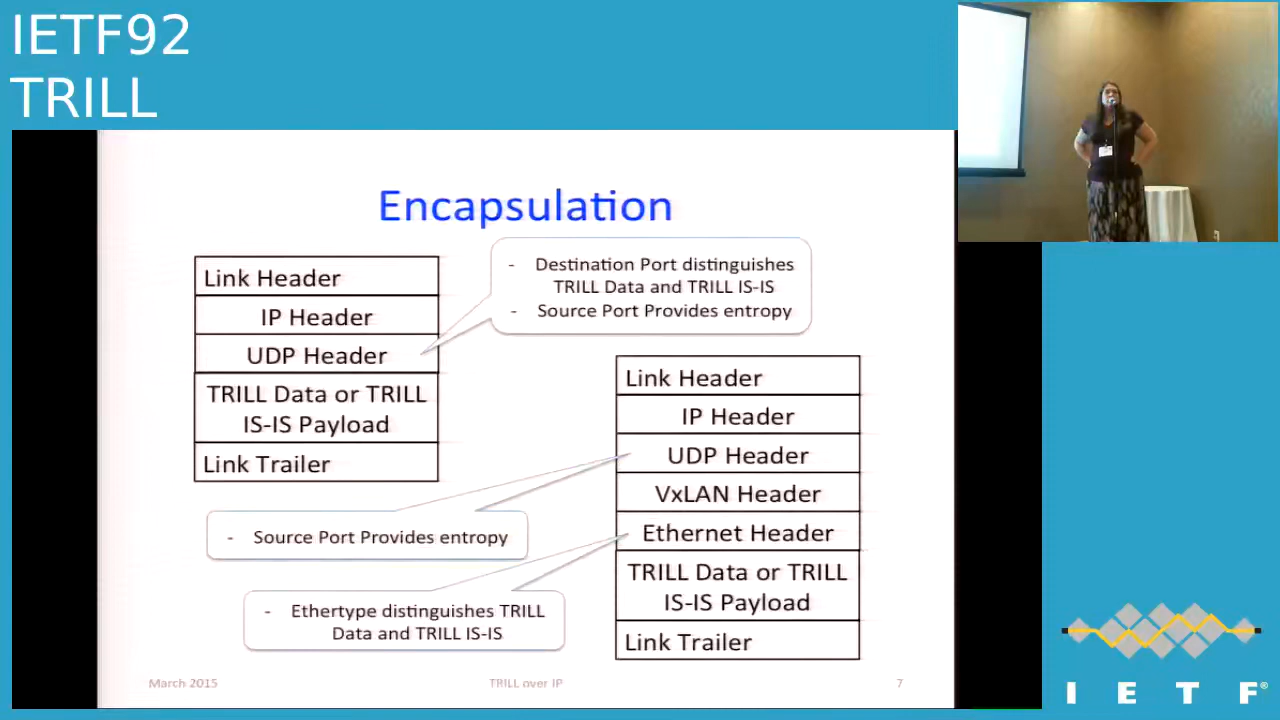 IETF92
TRILL
Encapsulation
Link Header
IP Header
UDP Header
TRILL Data or TRILL
IS-IS Payload
Link Trailer
- Destination Port distinguishes
TRILL Data and TRILL IS-IS
- Source Port Provides entropy
Link Header
IP Header
UDP Header
VxLAN Header
Ethernet Header
TRILL Data or TRILL
IS-IS Payload
Link Trailer
- Source Port Provides entropy
- Ethertype distinguishes TRILL
Data and TRILL IS-IS
March 2015
TRILL over IP
7
I E T F®